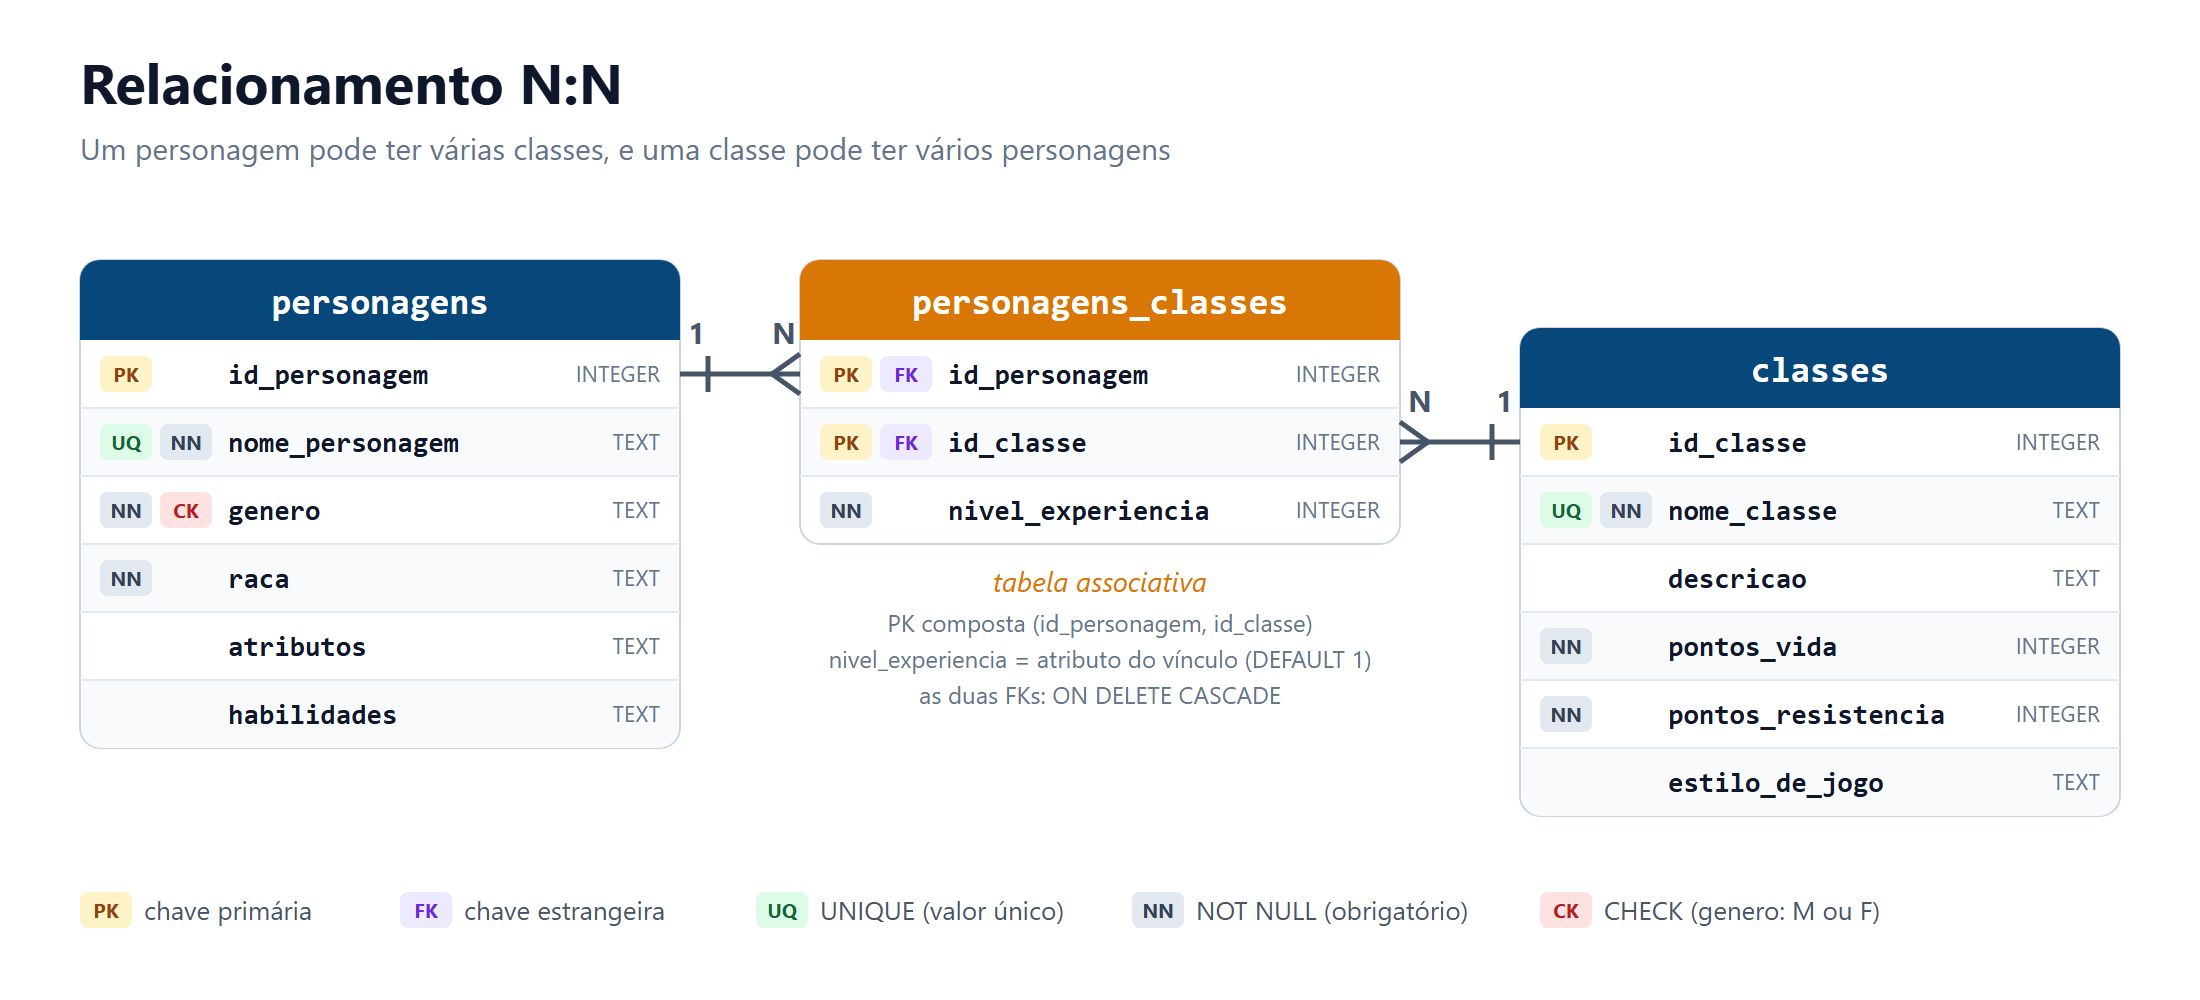 Relacionamento N:N
Um personagem pode ter várias classes, e uma classe pode ter vários personagens
personagens
PK id_personagem INTEGER
UQ NN nome_personagem TEXT
NN CK genero TEXT
NN raca TEXT
atributos TEXT
habilidades TEXT
1 N
personagens_classes
PK FK id_personagem INTEGER
PK FK id_classe INTEGER
NN nivel_experiencia INTEGER
tabela associativa
PK composta (id_personagem, id_classe)
nivel_experiencia = atributo do vínculo (DEFAULT 1)
as duas FKs: ON DELETE CASCADE
N 1
classes
PK id_classe INTEGER
UQ NN nome_classe TEXT
descricao TEXT
NN pontos_vida INTEGER
NN pontos_resistencia INTEGER
estilo_de_jogo TEXT
PK chave primária
FK chave estrangeira
UQ UNIQUE (valor único)
NN NOT NULL (obrigatório)
CK CHECK (genero: M ou F)